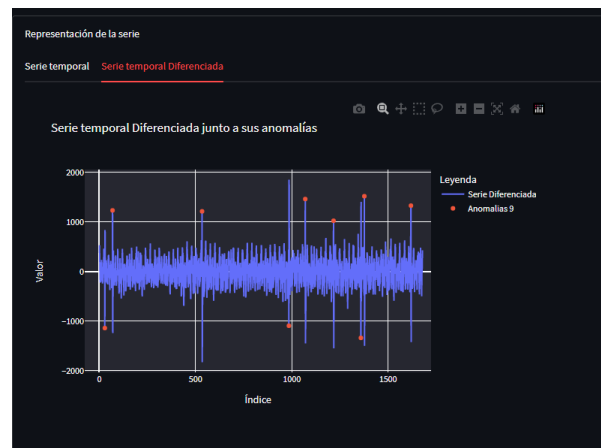 Representación de la serie
Serie temporal Serie temporal Diferenciada
Serie temporal Diferenciada junto a sus anomalías
Leyenda
Serie Diferenciada
Anomalias 9
Valor
2000
1000
0
−1000
−2000
0 500 1000 1500
Índice